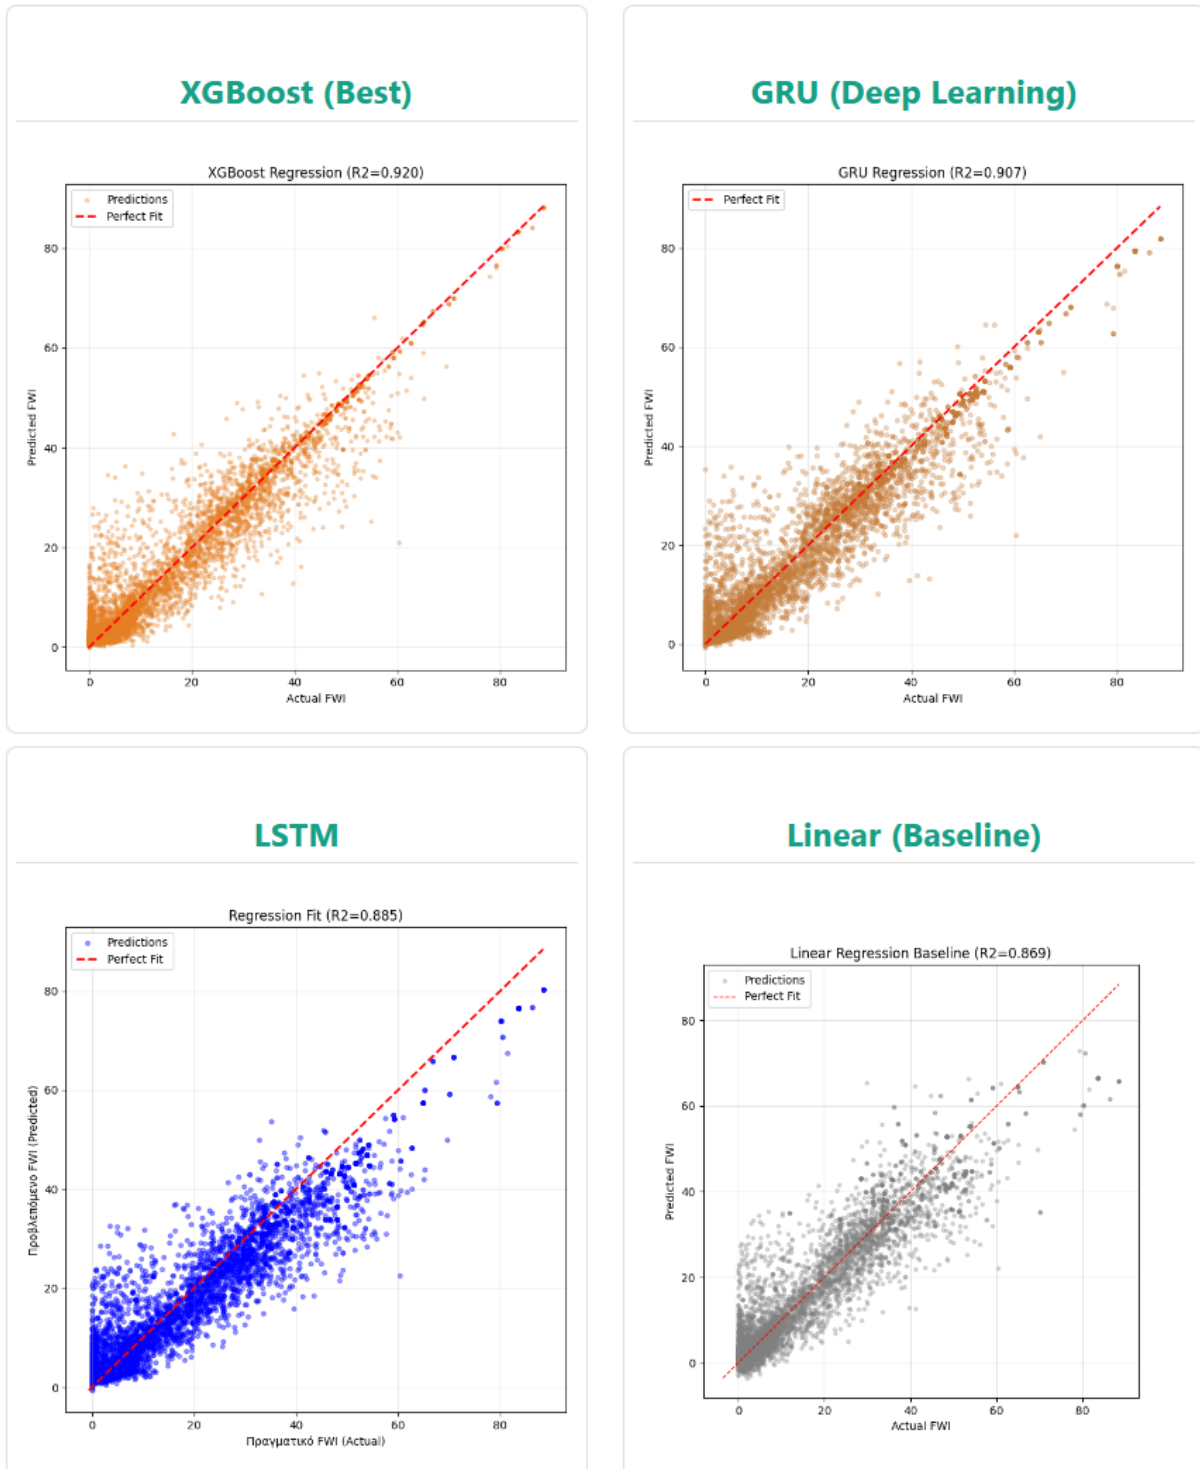 XGBoost (Best)
XGBoost Regression (R2=0.920)
Predictions
Perfect Fit
80
60
40
20
0
Predicted FWI
0 20 40 60 80
Actual FWI
GRU (Deep Learning)
GRU Regression (R2=0.907)
Perfect Fit
80
60
40
20
0
Predicted FWI
0 20 40 60 80
Actual FWI
LSTM
Regression Fit (R2=0.885)
Predictions
Perfect Fit
80
60
40
20
0
Προβλεπόμενο FWI (Predicted)
0 20 40 60 80
Πραγματικό FWI (Actual)
Linear (Baseline)
Linear Regression Baseline (R2=0.869)
Predictions
Perfect Fit
80
60
40
20
0
Predicted FWI
0 20 40 60 80
Actual FWI